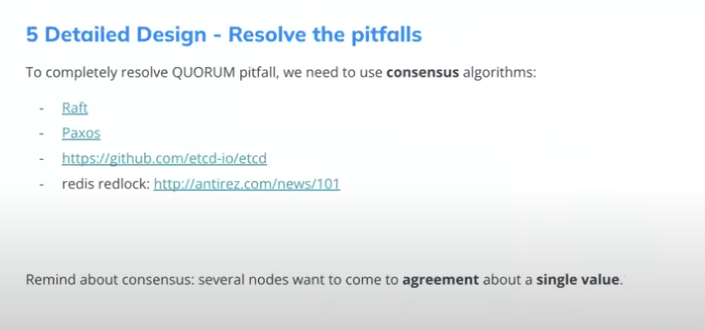 5 Detailed Design - Resolve the pitfalls
To completely resolve QUORUM pitfall, we need to use consensus algorithms:
- Raft
- Paxos
- https://github.com/etcd-io/etcd
- redis redlock: http://antirez.com/news/101
Remind about consensus: several nodes want to come to agreement about a single value.